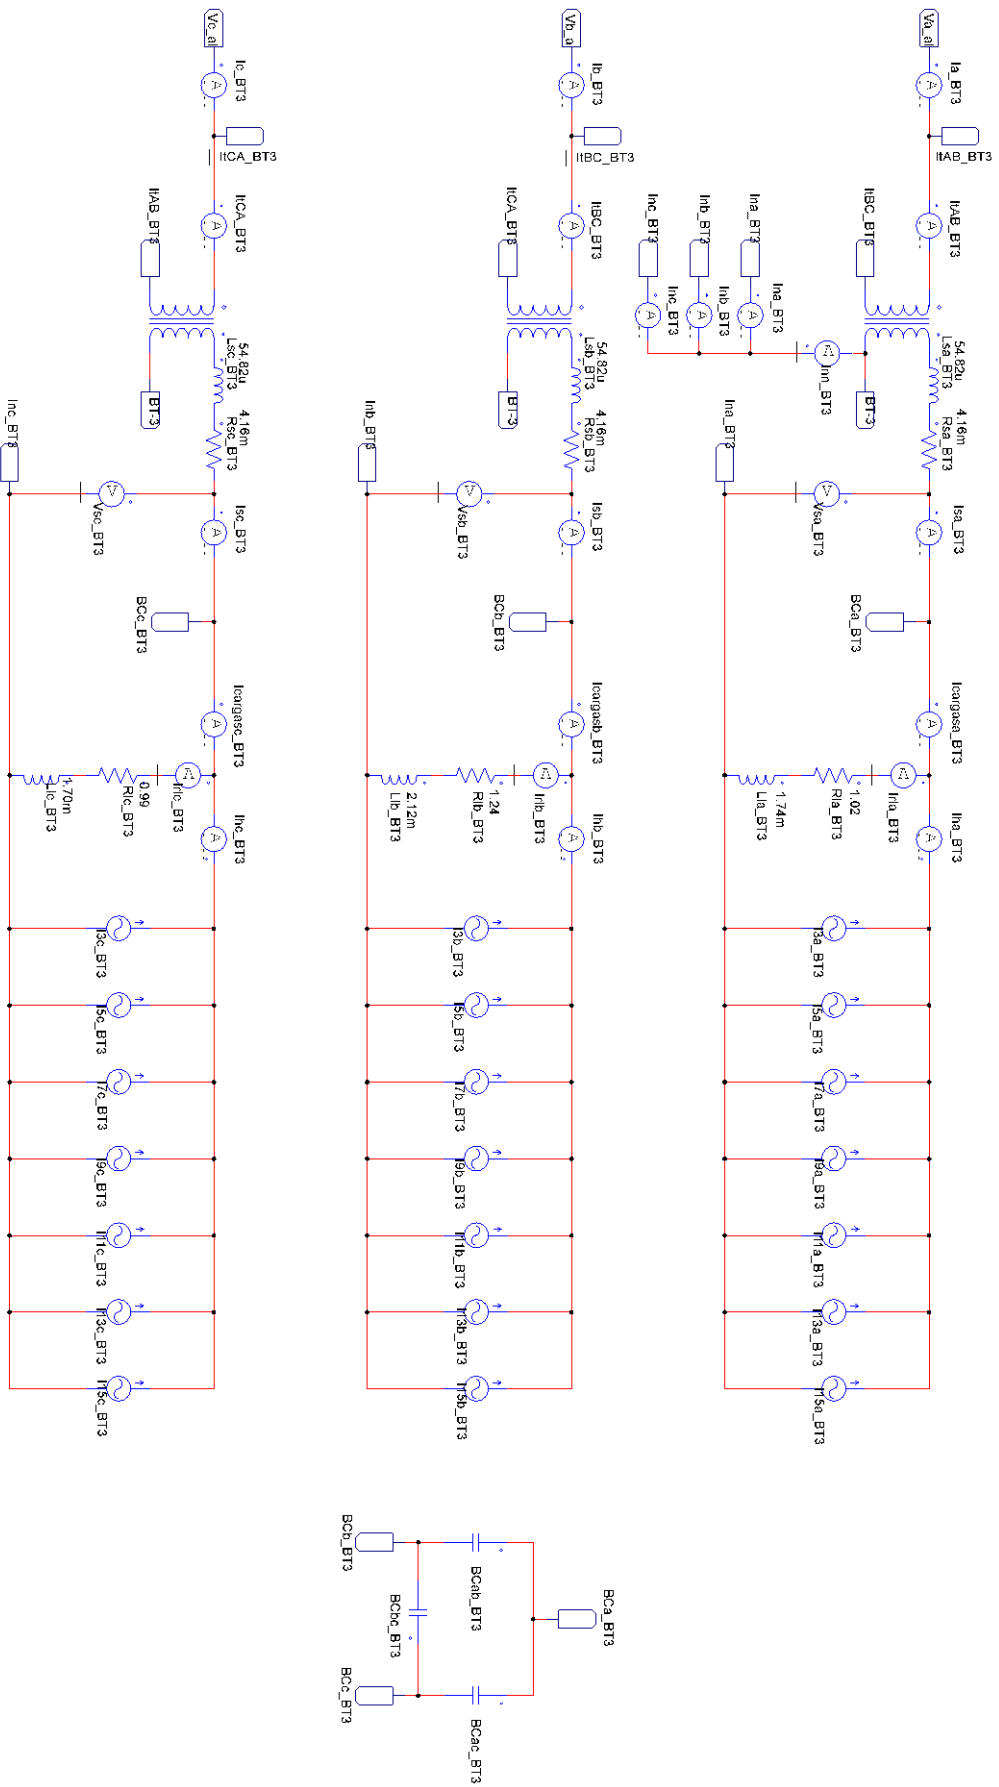 Va_al
Ia_BT3
A
ItAB_BT3
ItAB_BT3
A
ItBC_BT3
54.82u
Lsa_BT3
4.16m
Rsa_BT3
BT-3
Ina_BT3
Inb_BT3
Inc_BT3
Ina_BT3
A
Inb_BT3
A
Inc_BT3
A
Inn_BT3
A
Ina_BT3
Vsa_BT3
V
Isa_BT3
A
BCa_BT3
Icargasa_BT3
A
Irla_BT3
A
1.02
Rla_BT3
1.74m
Lla_BT3
Iha_BT3
A
I3a_BT3
I5a_BT3
I7a_BT3
I9a_BT3
I11a_BT3
I13a_BT3
I15a_BT3
Vb_a
Ib_BT3
A
ItBC_BT3
ItBC_BT3
A
ItCA_BT3
54.82u
Lsb_BT3
4.16m
Rsb_BT3
BT-3
Inb_BT3
Vsb_BT3
V
Isb_BT3
A
BCb_BT3
Icargasb_BT3
A
Irlb_BT3
A
1.24
Rlb_BT3
2.12m
Llb_BT3
Ihb_BT3
A
I3b_BT3
I5b_BT3
I7b_BT3
I9b_BT3
I11b_BT3
I13b_BT3
I15b_BT3
Vc_al
Ic_BT3
A
ItCA_BT3
ItCA_BT3
A
ItAB_BT3
54.82u
Lsc_BT3
4.16m
Rsc_BT3
BT-3
Inc_BT3
Vsc_BT3
V
Isc_BT3
A
BCc_BT3
Icargasc_BT3
A
Irlc_BT3
A
0.99
Rlc_BT3
1.70m
Llc_BT3
Ihc_BT3
A
I3c_BT3
I5c_BT3
I7c_BT3
I9c_BT3
I11c_BT3
I13c_BT3
I15c_BT3
BCa_BT3
BCab_BT3
BCac_BT3
BCb_BT3
BCbc_BT3
BCc_BT3